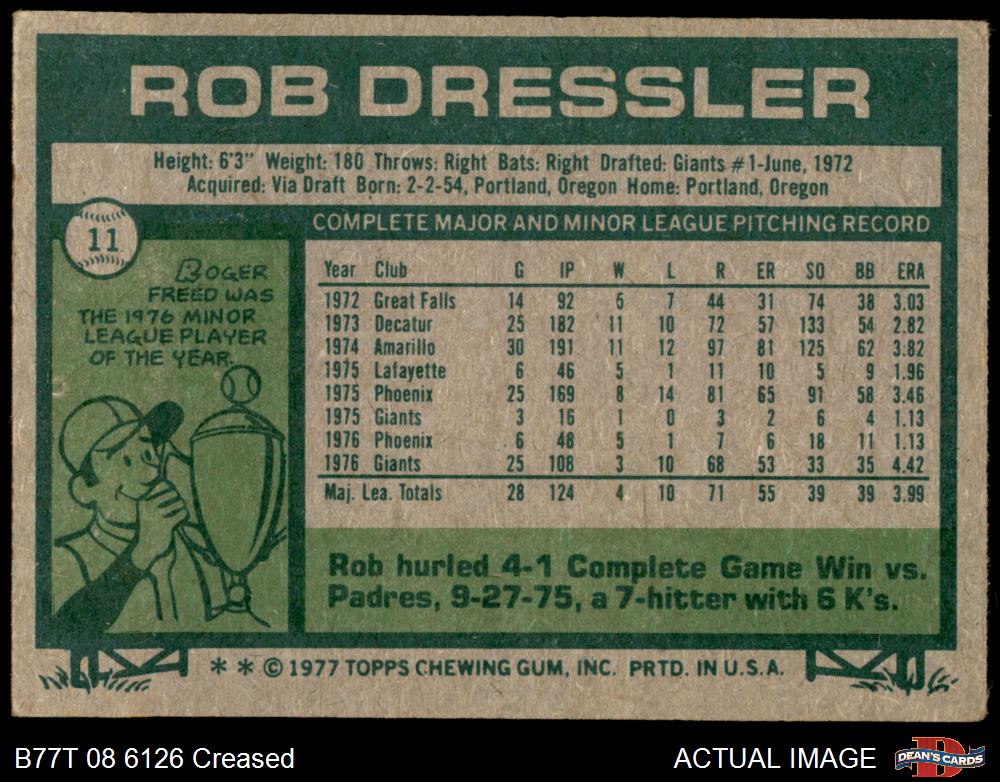 ROB DRESSLER
Height: 6'3" Weight: 180 Throws: Right Bats: Right Drafted: Giants #1-June, 1972
Acquired: Via Draft Born: 2-2-54, Portland, Oregon Home: Portland, Oregon
11
ROGER
FREED WAS
THE 1976 MINOR
LEAGUE PLAYER
OF THE YEAR.
COMPLETE MAJOR AND MINOR LEAGUE PITCHING RECORD
Year Club G IP W L R ER SO BB ERA
1972 Great Falls 14 92 6 7 44 31 74 38 3.03
1973 Decatur 25 182 11 10 72 57 133 54 2.82
1974 Amarillo 30 191 11 12 97 81 125 62 3.82
1975 Lafayette 6 46 5 1 11 10 5 9 1.96
1975 Phoenix 25 169 8 14 81 65 91 58 3.46
1975 Giants 3 16 1 0 3 2 6 4 1.13
1976 Phoenix 6 48 5 1 7 6 18 11 1.13
1976 Giants 25 108 3 10 68 53 33 35 4.42
Maj. Lea. Totals 28 124 4 10 71 55 39 39 3.99
Rob hurled 4-1 Complete Game Win vs.
Padres, 9-27-75, a 7-hitter with 6 K's.
* * © 1977 TOPPS CHEWING GUM, INC. PRTD. IN U.S.A.
B77T 08 6126 Creased
ACTUAL IMAGE
D
DEAN'S CARDS